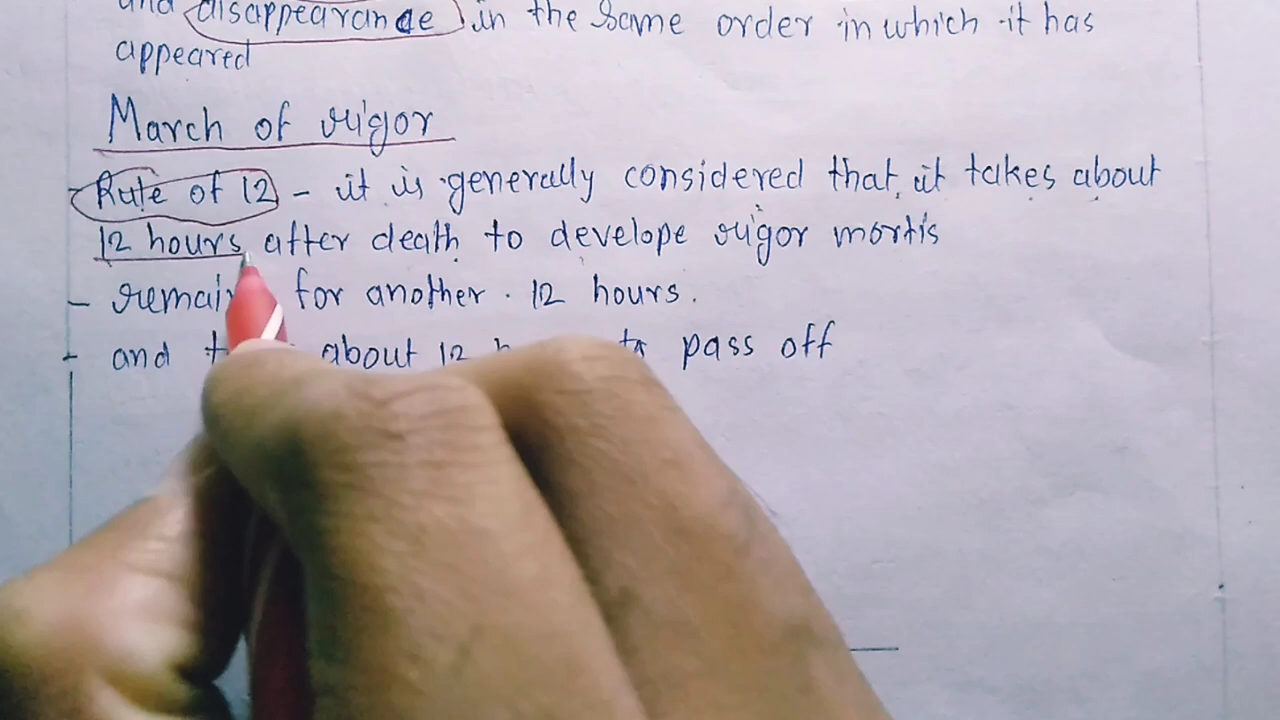 and disappearance in the same order in which it has
appeared
March of rigor
- Rule of 12 - it is generally considered that it takes about
12 hours after death to develope rigor mortis
- for another 12 hours.
- and about 12 to pass off